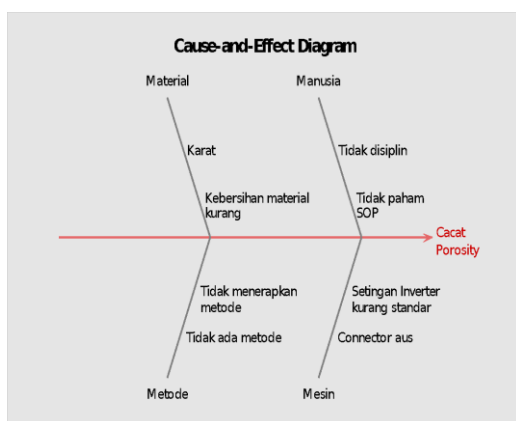 Cause-and-Effect Diagram
Material
Manusia
Karat
Tidak disiplin
Kebersihan material
kurang
Tidak paham
SOP
Cacat
Porosity
Tidak menerapkan
metode
Setingan Inverter
kurang standar
Tidak ada metode
Connector aus
Metode
Mesin